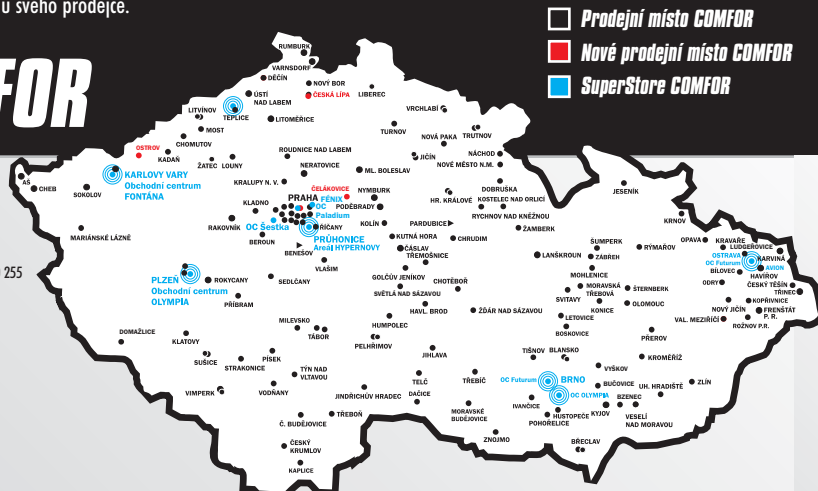 u svého prodejce.
FOR
Prodejní místo COMFOR
Nové prodejní místo COMFOR
SuperStore COMFOR
255
RUMBURK
VARNSDORF
DĚČÍN
NOVÝ BOR
ČESKÁ LÍPA
LIBEREC
ÚSTÍ
NAD LABEM
LITVÍNOV
TEPLICE
LITOMĚŘICE
MOST
CHOMUTOV
OSTROV
KADAŇ
ŽATEC
LOUNY
ROUDNICE NAD LABEM
VRCHLABÍ
TURNOV
NOVÁ PAKA
TRUTNOV
JIČÍN
NÁCHOD
NOVÉ MĚSTO N.M.
AŠ
CHEB
SOKOLOV
KARLOVY VARY
Obchodní centrum
FONTÁNA
NERATOVICE
ML. BOLESLAV
KRALUPY N. V.
ČELÁKOVICE
NYMBURK
DOBRUŠKA
HR. KRÁLOVÉ
KOSTELEC NAD ORLICÍ
RYCHNOV NAD KNĚŽNOU
JESENÍK
KLADNO
PRAHA
FÉNIX
OC
Paladium
PODĚBRADY
RAKOVNÍK
OC Šestka
ŘÍČANY
KOLÍN
PARDUBICE
ŽAMBERK
KRNOV
MARIÁNSKÉ LÁZNĚ
BEROUN
PRŮHONICE
Areál HYPERNOVY
BENEŠOV
KUTNÁ HORA
CHRUDIM
ČÁSLAV
TŘEMOŠNICE
VLAŠIM
LANŠKROUN
ŠUMPERK
ZÁBŘEH
RÝMAŘOV
OPAVA
KRAVAŘE
LUDGEŘOVICE
OSTRAVA
OC Futurum
KARVINÁ
AVION
BÍLOVEC
HAVÍŘOV
ČESKÝ TĚŠÍN
TŘINEC
ODRY
PLZEŇ
Obchodní centrum
OLYMPIA
ROKYCANY
SEDLČANY
GOLČŮV JENÍKOV
CHOTĚBOŘ
SVĚTLÁ NAD SÁZAVOU
MOHLENICE
MORAVSKÁ
TŘEBOVÁ
ŠTERNBERK
SVITAVY
KONICE
OLOMOUC
KOPŘIVNICE
NOVÝ JIČÍN
FRENŠTÁT
P. R.
VAL. MEZIŘÍČÍ
ROŽNOV P.R.
PŘÍBRAM
HAVL. BROD
ŽĎÁR NAD SÁZAVOU
LETOVICE
BOSKOVICE
PŘEROV
DOMAŽLICE
KLATOVY
MILEVSKO
TÁBOR
HUMPOLEC
PELHŘIMOV
JIHLAVA
TIŠNOV
BLANSKO
KROMĚŘÍŽ
SUŠICE
STRAKONICE
PÍSEK
TÝN NAD
VLTAVOU
TELČ
TŘEBÍČ
OC Futurum
BRNO
VYŠKOV
BUČOVICE
UH. HRADIŠTĚ
ZLÍN
VIMPERK
VODŇANY
JINDŘICHŮV HRADEC
DAČICE
MORAVSKÉ
BUDĚJOVICE
IVANČICE
OC OLYMPIA
HUSTOPEČE
POHOŘELICE
KYJOV
BZENEC
VESELÍ
NAD MORAVOU
Č. BUDĚJOVICE
TŘEBOŇ
ZNOJMO
BŘECLAV
ČESKÝ
KRUMLOV
KAPLICE